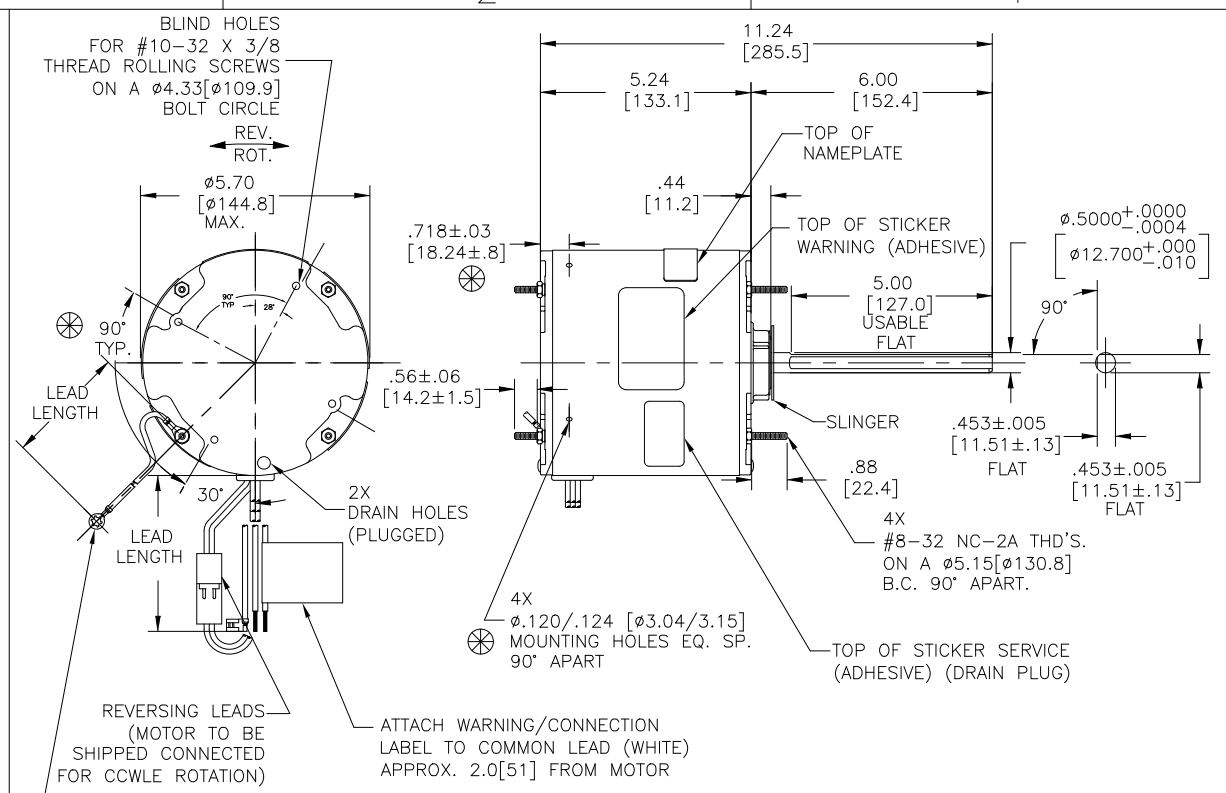 BLIND HOLES
FOR #10-32 X 3/8
THREAD ROLLING SCREWS
ON A ø4.33[ø109.9]
BOLT CIRCLE
REV.
ROT.
ø5.70
[ø144.8]
MAX.
90°
TYP
28°
90°
TYP.
LEAD
LENGTH
30°
LEAD
LENGTH
2X
DRAIN HOLES
(PLUGGED)
REVERSING LEADS
(MOTOR TO BE
SHIPPED CONNECTED
FOR CCWLE ROTATION)
ATTACH WARNING/CONNECTION
LABEL TO COMMON LEAD (WHITE)
APPROX. 2.0[51] FROM MOTOR
11.24
[285.5]
5.24
[133.1]
6.00
[152.4]
TOP OF
NAMEPLATE
.44
[11.2]
.718±.03
[18.24±.8]
TOP OF STICKER
WARNING (ADHESIVE)
ø.5000+.0000
-.0004
ø12.700+.000
-.010
5.00
[127.0]
USABLE
FLAT
90°
.56±.06
[14.2±1.5]
SLINGER
.453±.005
[11.51±.13]
FLAT
.453±.005
[11.51±.13]
FLAT
.88
[22.4]
4X
#8-32 NC-2A THD'S.
ON A ø5.15[ø130.8]
B.C. 90° APART.
4X
ø.120/.124 [ø3.04/3.15]
MOUNTING HOLES EQ. SP.
90° APART
TOP OF STICKER SERVICE
(ADHESIVE) (DRAIN PLUG)